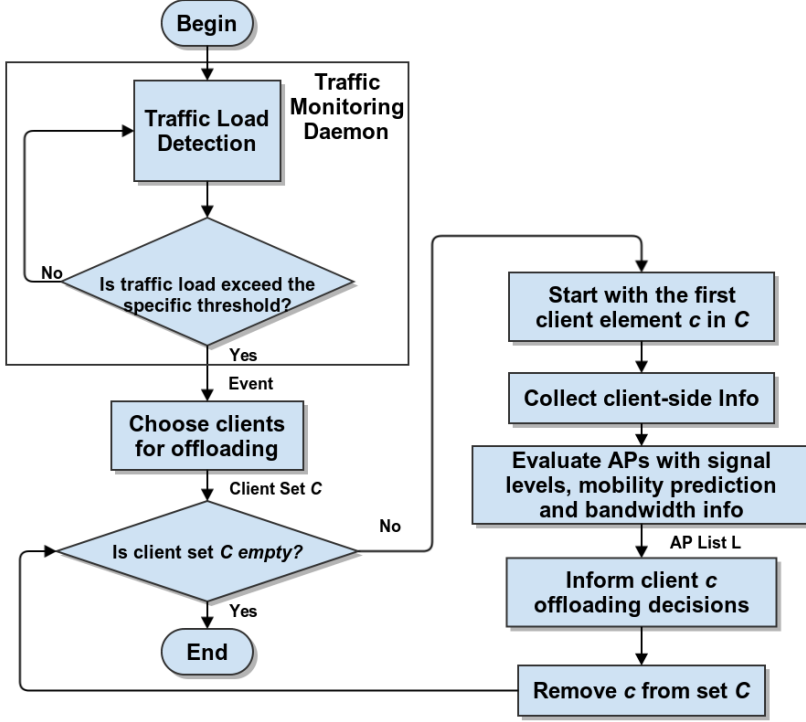 Begin
Traffic
Monitoring
Daemon
Traffic Load
Detection
No
Is traffic load exceed the
specific threshold?
Yes
Event
Choose clients
for offloading
Client Set C
Is client set C empty?
No
Yes
End
Start with the first
client element c in C
Collect client-side Info
Evaluate APs with signal
levels, mobility prediction
and bandwidth info
AP List L
Inform client c
offloading decisions
Remove c from set C